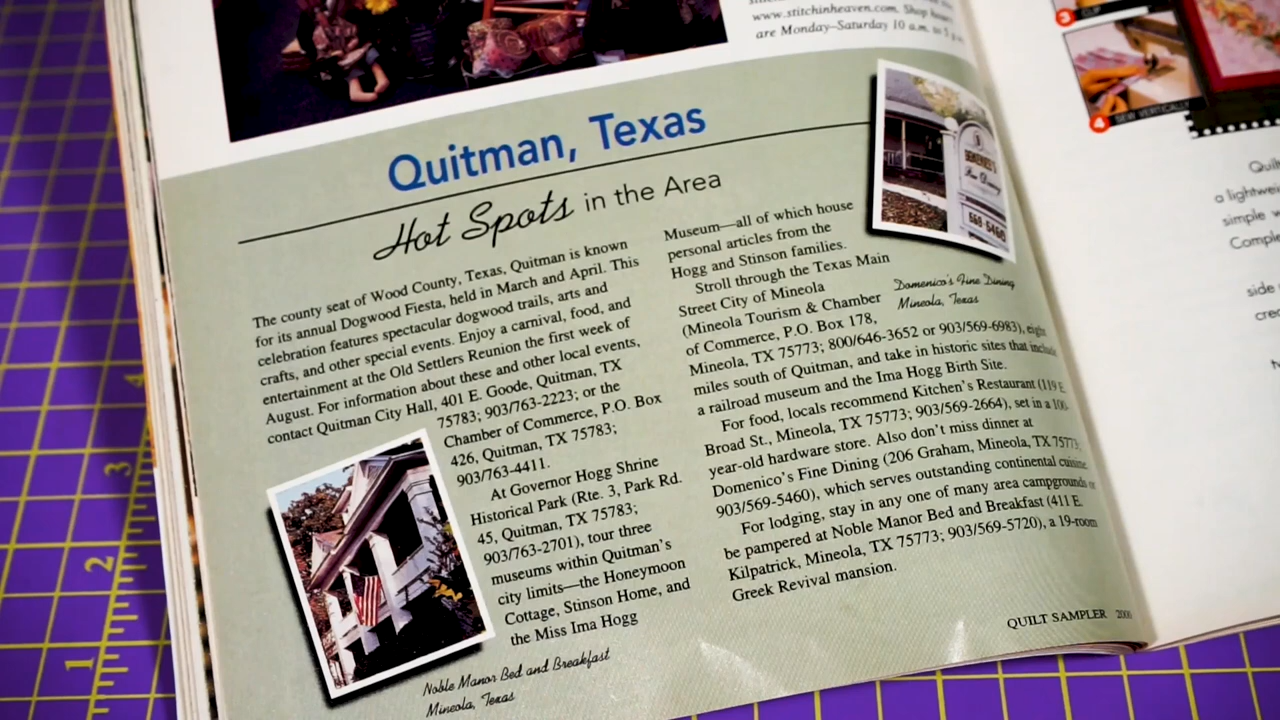 www.stitchinheaven.com. Shop
are Monday–Saturday 10 a.m. to 5
3
4 SEW VERTICALLY
Quitman, Texas
Hot Spots in the Area
The county seat of Wood County, Texas, Quitman is known
for its annual Dogwood Fiesta, held in March and April. This
celebration features spectacular dogwood trails, arts and
crafts, and other special events. Enjoy a carnival, food, and
entertainment at the Old Settlers Reunion the first week of
August. For information about these and other local events,
contact Quitman City Hall, 401 E. Goode, Quitman, TX
75783; 903/763-2223; or the
Chamber of Commerce, P.O. Box
426, Quitman, TX 75783;
903/763-4411.
At Governor Hogg Shrine
Historical Park (Rte. 3, Park Rd.
45, Quitman, TX 75783;
903/763-2701), tour three
museums within Quitman's
city limits—the Honeymoon
Cottage, Stinson Home, and
the Miss Ima Hogg
Noble Manor Bed and Breakfast
Mineola, Texas
Museum—all of which house
personal articles from the
Hogg and Stinson families.
Stroll through the Texas Main
Street City of Mineola
(Mineola Tourism & Chamber
of Commerce, P.O. Box 178,
Mineola, TX 75773; 800/646-3652 or 903/569-6983), eight
miles south of Quitman, and take in historic sites that include
a railroad museum and the Ima Hogg Birth Site.
For food, locals recommend Kitchen's Restaurant (119 E.
Broad St., Mineola, TX 75773; 903/569-2664), set in a 100-
year-old hardware store. Also don't miss dinner at
Domenico's Fine Dining (206 Graham, Mineola, TX 75773;
903/569-5460), which serves outstanding continental cuisine.
For lodging, stay in any one of many area campgrounds or
be pampered at Noble Manor Bed and Breakfast (411 E.
Kilpatrick, Mineola, TX 75773; 903/569-5720), a 19-room
Greek Revival mansion.
Domenico's Fine Dining
Mineola, Texas
569-5460
QUILT SAMPLER 2000
a lightweight
simple
side